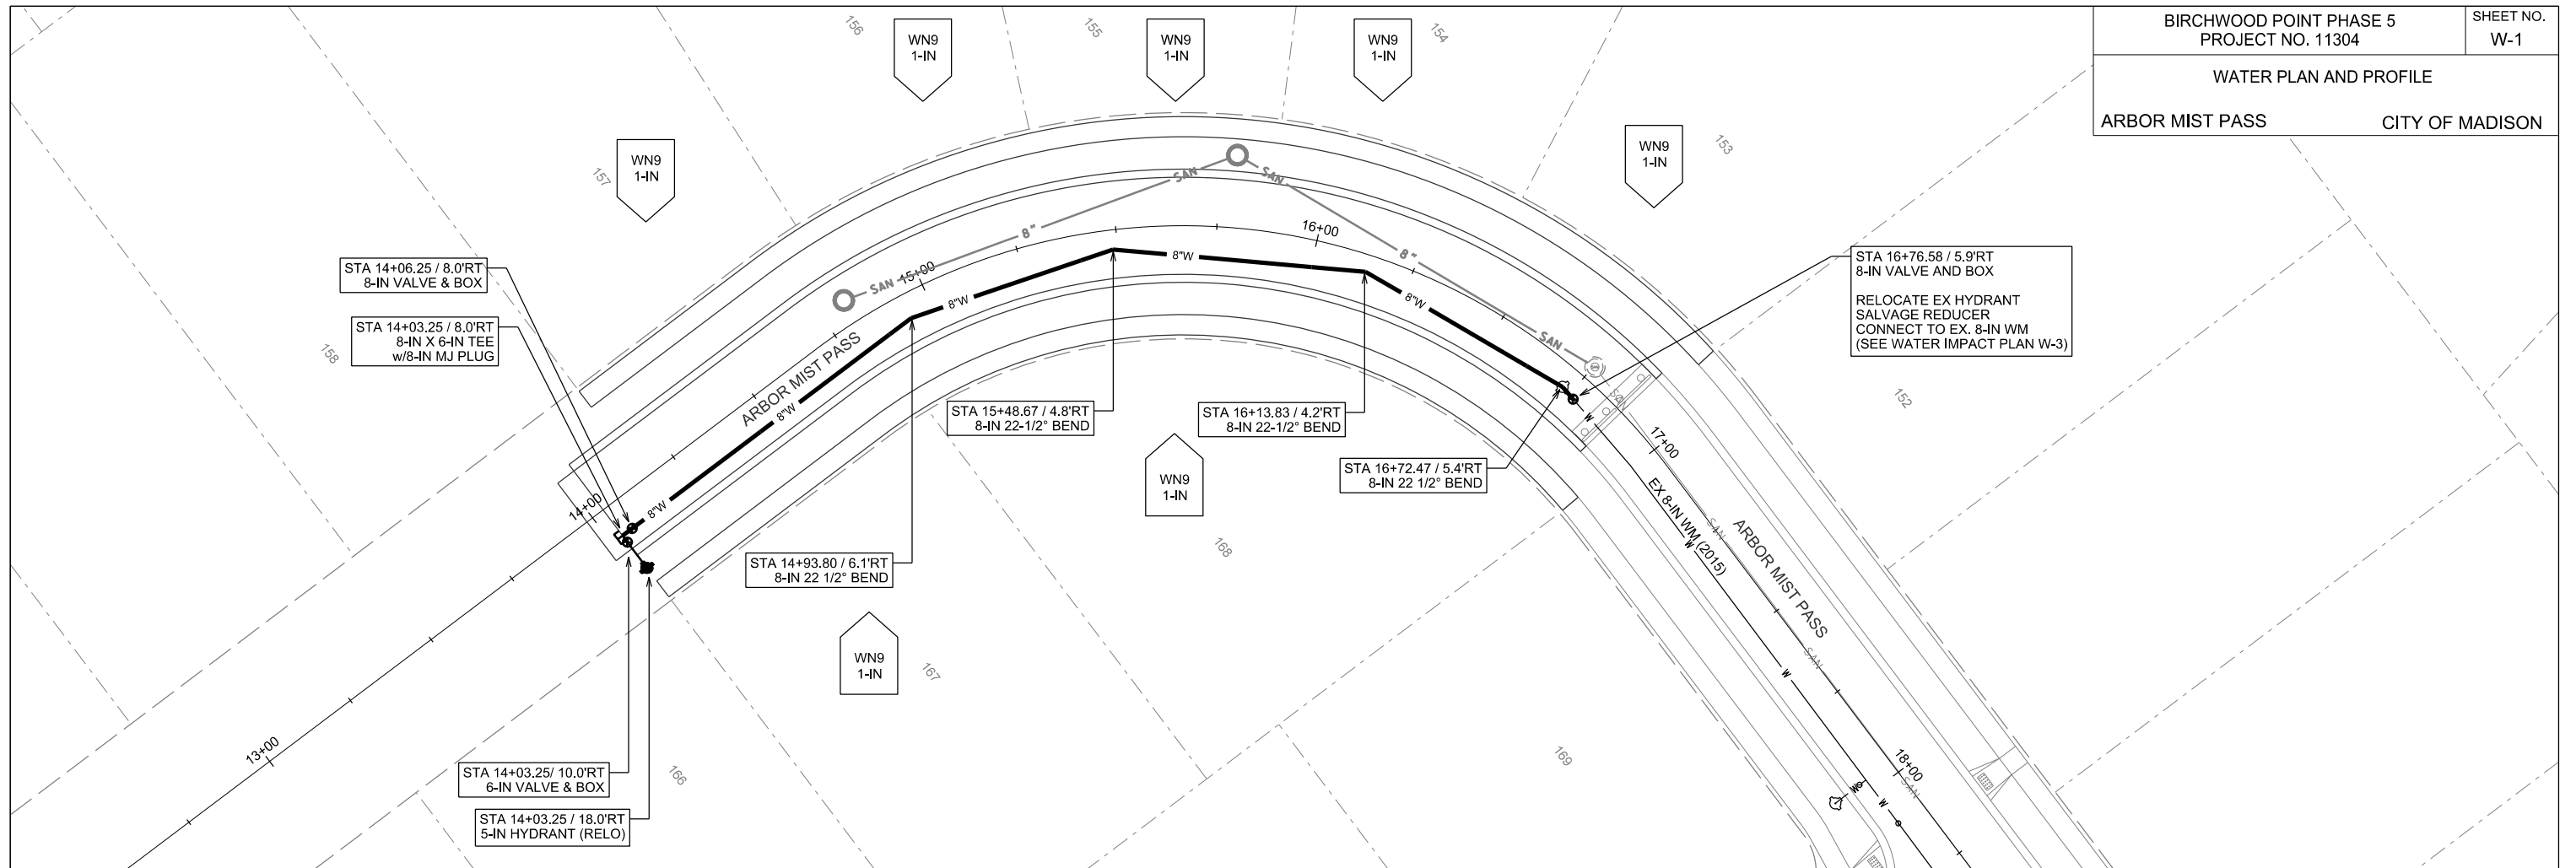 BIRCHWOOD POINT PHASE 5
PROJECT NO. 11304
SHEET NO.
W-1
WATER PLAN AND PROFILE
ARBOR MIST PASS
CITY OF MADISON
156
155
154
WN9
1-IN
WN9
1-IN
WN9
1-IN
WN9
1-IN
157
WN9
1-IN
153
SAN
SAN
8"
8"
SAN
SAN
15+00
16+00
8"W
8"W
8"W
8"W
8"W
STA 14+06.25 / 8.0'RT
8-IN VALVE & BOX
STA 14+03.25 / 8.0'RT
8-IN X 6-IN TEE
w/8-IN MJ PLUG
158
ARBOR MIST PASS
STA 16+76.58 / 5.9'RT
8-IN VALVE AND BOX
RELOCATE EX HYDRANT
SALVAGE REDUCER
CONNECT TO EX. 8-IN WM
(SEE WATER IMPACT PLAN W-3)
S
SAN
W
152
STA 15+48.67 / 4.8'RT
8-IN 22-1/2° BEND
STA 16+13.83 / 4.2'RT
8-IN 22-1/2° BEND
STA 16+72.47 / 5.4'RT
8-IN 22 1/2° BEND
WN9
1-IN
14+00
17+00
EX 8-IN WM (2015)
W
SAN
ARBOR MIST PASS
168
STA 14+93.80 / 6.1'RT
8-IN 22 1/2° BEND
WN9
1-IN
167
SAN
W
13+00
166
169
18+00
SAN
W
W
STA 14+03.25/ 10.0'RT
6-IN VALVE & BOX
STA 14+03.25 / 18.0'RT
5-IN HYDRANT (RELO)